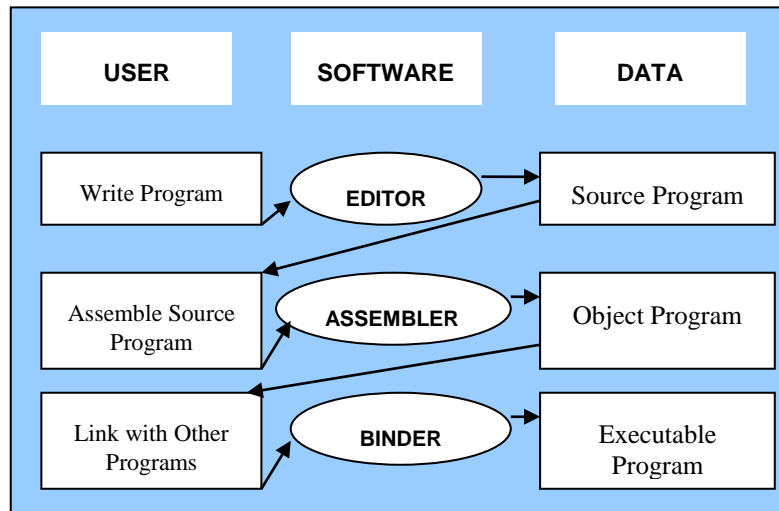 USER
SOFTWARE
DATA
Write Program
EDITOR
Source Program
Assemble Source
Program
ASSEMBLER
Object Program
Link with Other
Programs
BINDER
Executable
Program